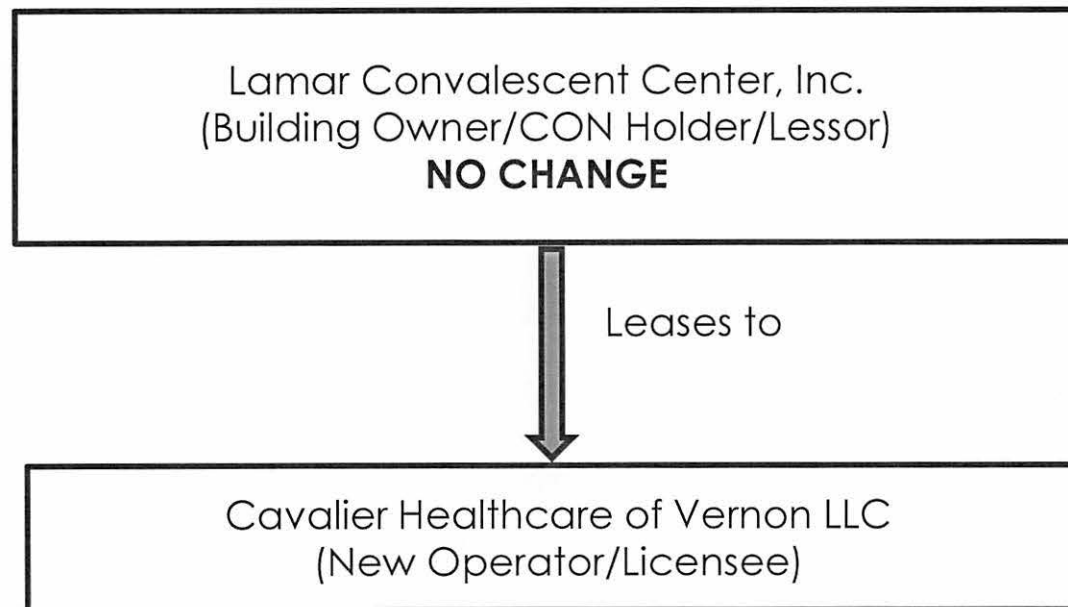 Lamar Convalescent Center, Inc.
(Building Owner/CON Holder/Lessor)
NO CHANGE
Leases to
Cavalier Healthcare of Vernon LLC
(New Operator/Licensee)